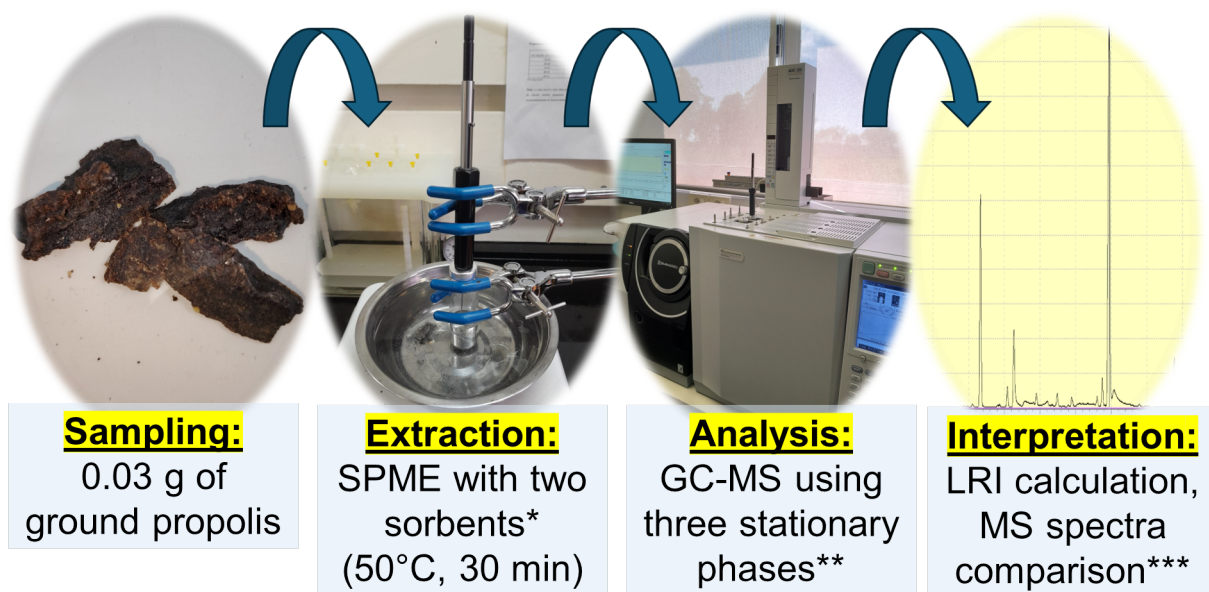 Sampling:
0.03 g of
ground propolis
Extraction:
SPME with two
sorbents*
(50°C, 30 min)
Analysis:
GC-MS using
three stationary
phases**
Interpretation:
LRI calculation,
MS spectra
comparison***